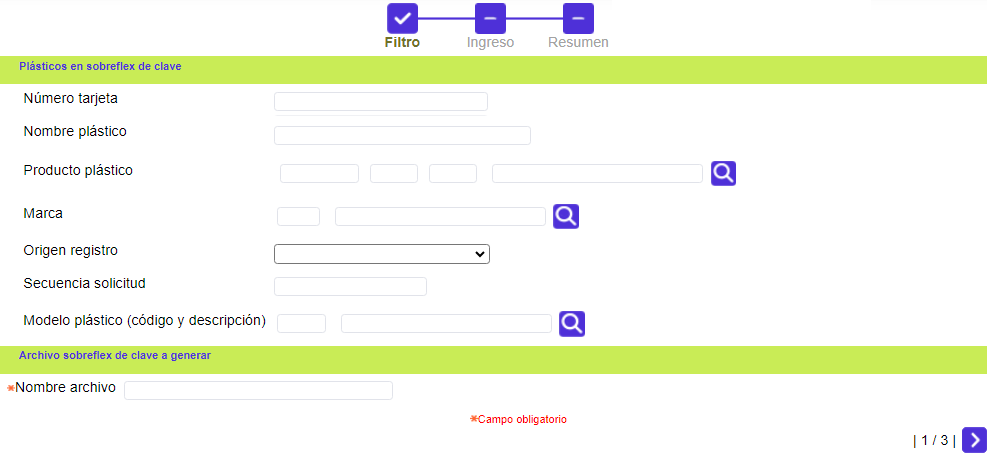 Filtro Ingreso Resumen
Plásticos en sobreflex de clave
Número tarjeta
Nombre plástico
Producto plástico
Marca
Origen registro
Secuencia solicitud
Modelo plástico (código y descripción)
Archivo sobreflex de clave a generar
*Nombre archivo
*Campo obligatorio
| 1 / 3 |